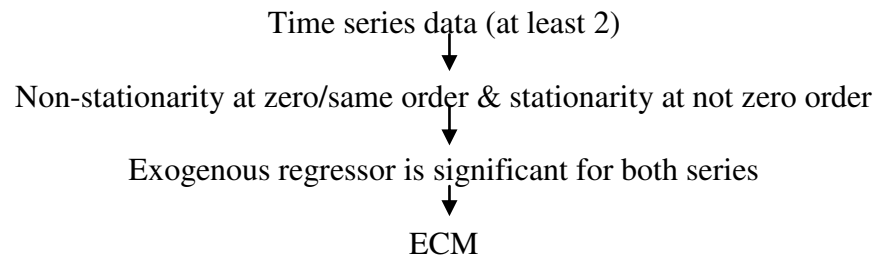 Time series data (at least 2)
Non-stationarity at zero/same order & stationarity at not zero order
Exogenous regressor is significant for both series
ECM